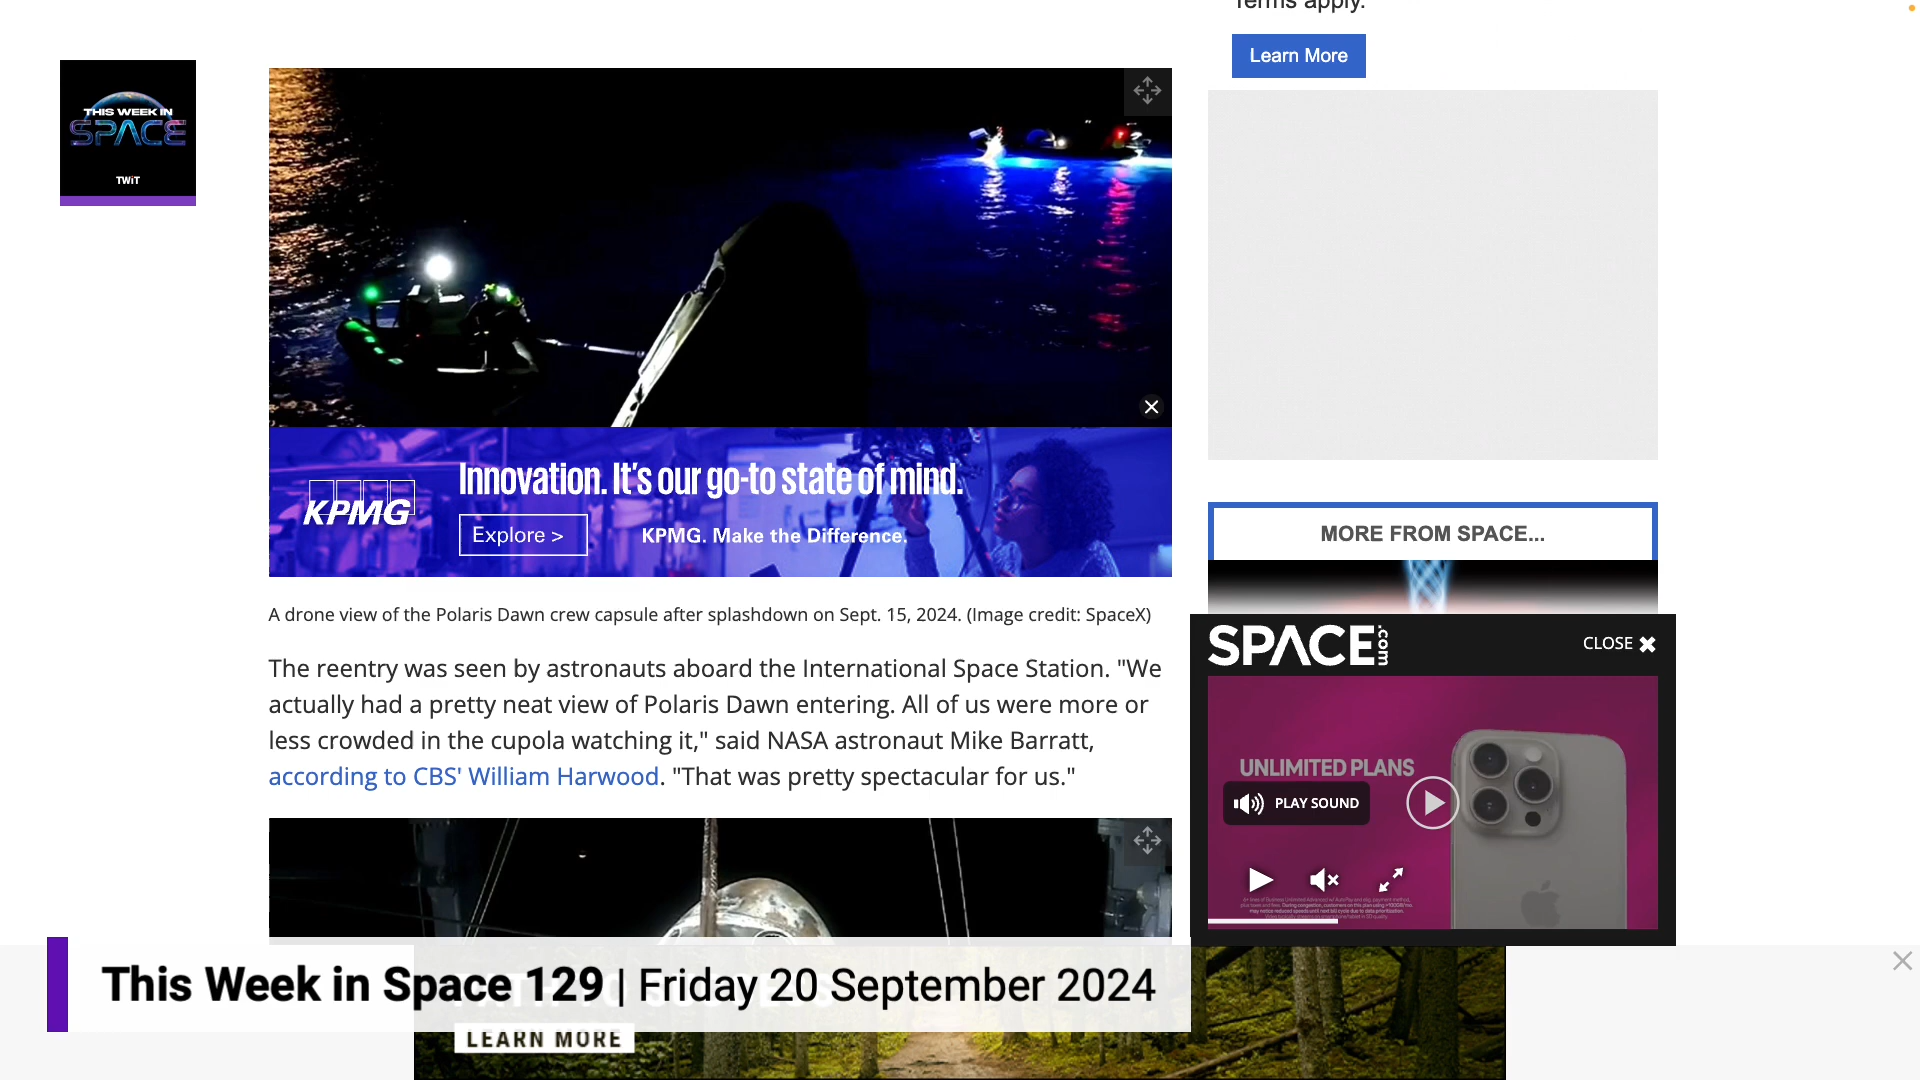 Terms apply.
Learn More
THIS WEEK IN
SPACE
TWiT
Innovation. It's our go-to state of mind.
KPMG
Explore >
KPMG. Make the Difference.
A drone view of the Polaris Dawn crew capsule after splashdown on Sept. 15, 2024. (Image credit: SpaceX)
The reentry was seen by astronauts aboard the International Space Station. "We
actually had a pretty neat view of Polaris Dawn entering. All of us were more or
less crowded in the cupola watching it," said NASA astronaut Mike Barratt,
according to CBS' William Harwood. "That was pretty spectacular for us."
MORE FROM SPACE...
SPACE.com
CLOSE
UNLIMITED PLANS
PLAY SOUND
This Week in Space 129 | Friday 20 September 2024
LEARN MORE